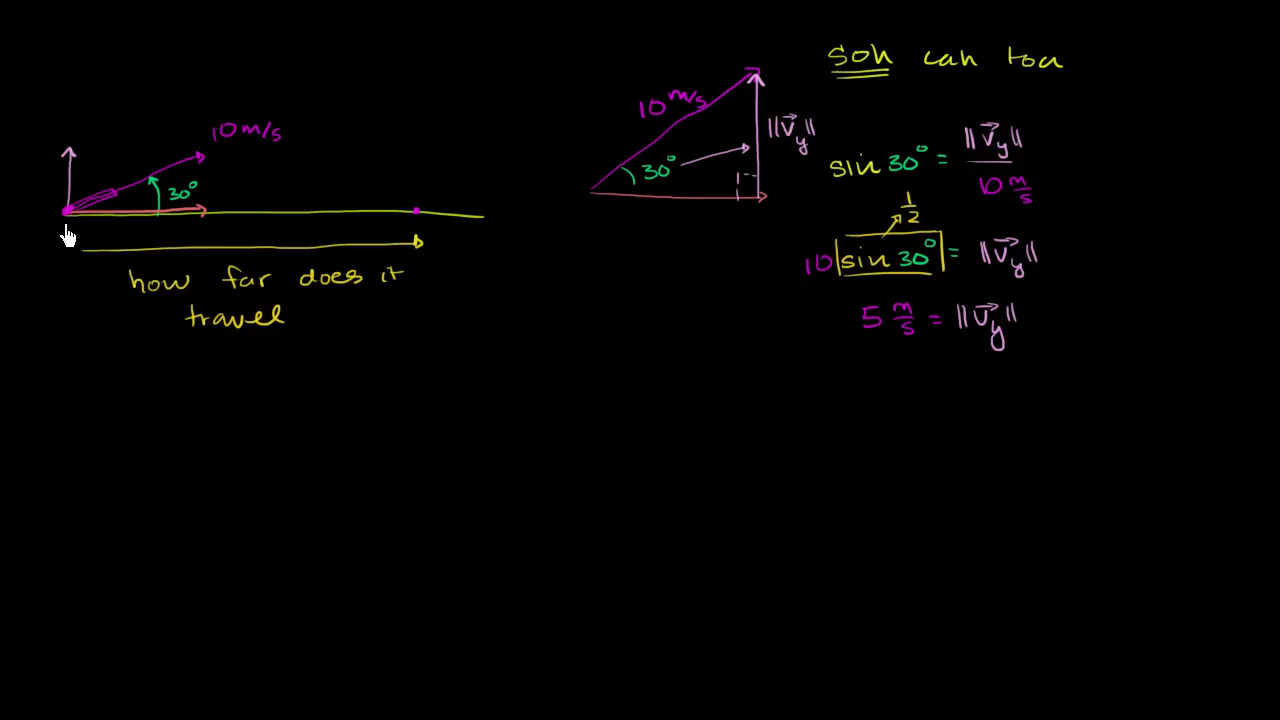 10 m/s
30°
how far does it
travel
10 m/s
30°
||v⃗y||
soh cah toa
sin 30° = ||v⃗y|| / 10 m/s
1/2
10 sin 30° = ||v⃗y||
5 m/s = ||v⃗y||